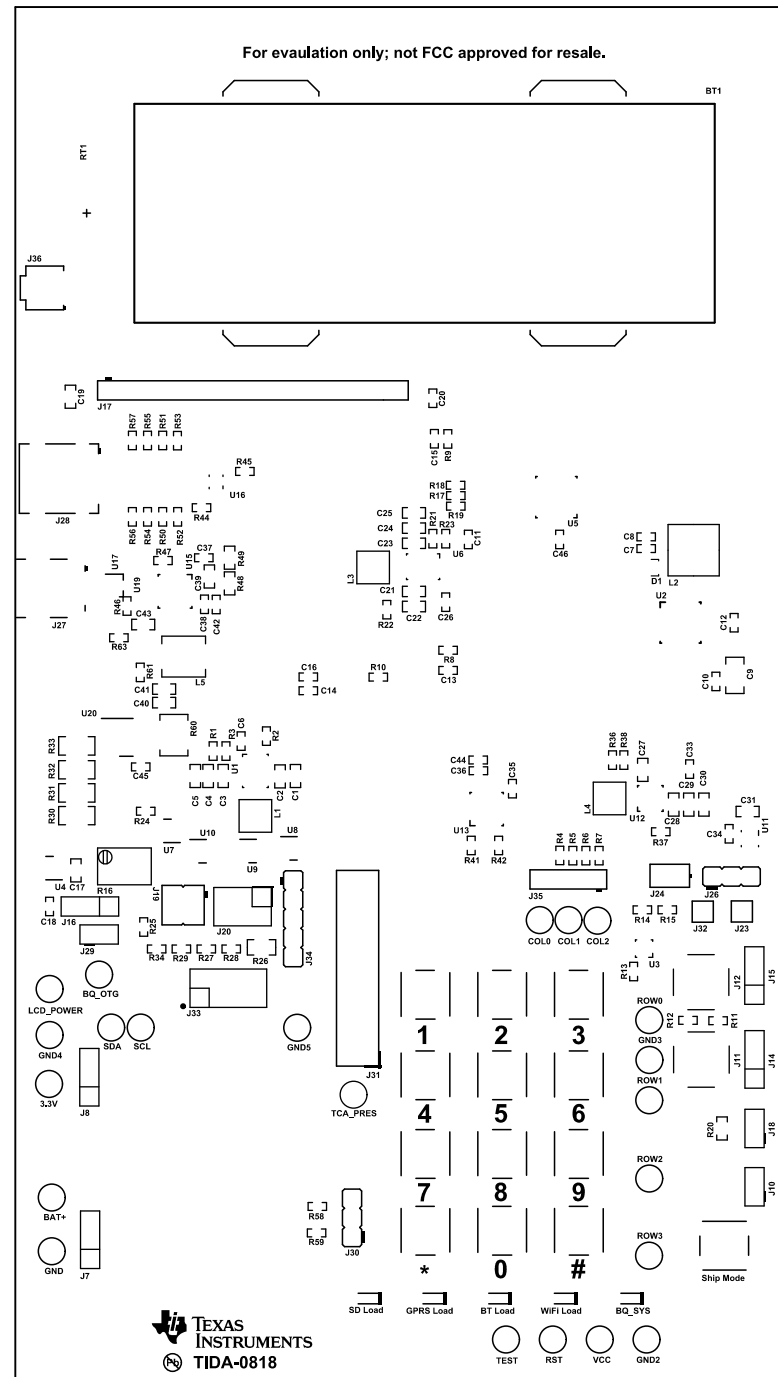 For evaulation only; not FCC approved for resale.
BT1
RT1
+
J36
C19
J17
C20
R57
R55
R51
R53
C15
R9
R45
U16
R18
R17
R19
J28
R44
C25
C24
C23
R21
R23
C11
U6
U5
C46
C8
C7
R56
R54
R50
R52
R47
U15
C37
R49
C39
R48
U17
U19
L3
D1
L2
U2
J27
R46
C43
C38
C42
C21
C22
R22
C26
C12
R63
R61
L5
C16
C14
R10
R8
C13
C10
C9
C41
C40
U20
R60
R33
R32
R31
R30
C45
R24
R1
R3
C6
R2
U1
C5
C4
C3
C2
C1
L1
C44
C36
C35
U13
R41
R42
R36
R38
C27
C33
L4
U12
C29
C30
C28
C31
U11
C34
R37
U7
U10
U9
U8
U4
C17
R16
J19
J20
J34
R4
R5
R6
R7
J35
J24
J26
C18
J16
J29
R25
R34
R29
R27
R28
R26
COL0
COL1
COL2
R14
R15
J32
J23
U3
R13
BQ_OTG
LCD_POWER
J33
GND4
SDA
SCL
GND5
J31
TCA_PRES
3.3V
J8
ROW0
GND3
ROW1
R12
R11
J12
J15
J11
J14
1
2
3
4
5
6
R20
J18
J10
ROW2
7
8
9
BAT+
GND
J7
R58
R59
J30
ROW3
Ship Mode
*
0
#
SD Load
GPRS Load
BT Load
WiFi Load
BQ_SYS
TEXAS
INSTRUMENTS
Pb
TIDA-0818
TEST
RST
VCC
GND2